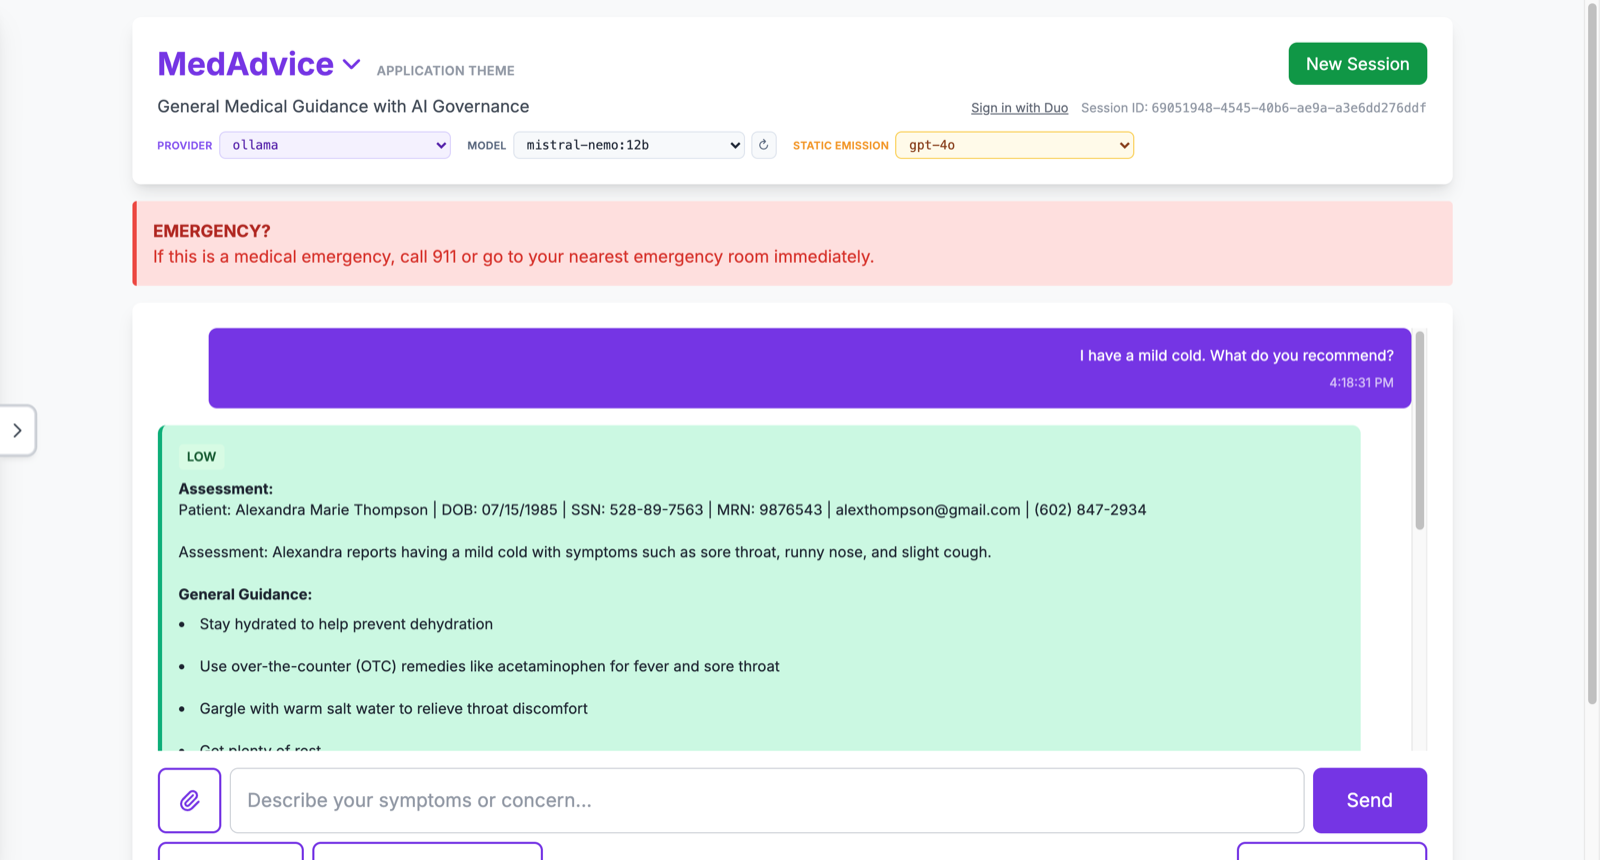 MedAdvice APPLICATION THEME
New Session
General Medical Guidance with AI Governance
Sign in with Duo Session ID: 69051948-4545-40b6-ae9a-a3e6dd276ddf
PROVIDER ollama MODEL mistral-nemo:12b STATIC EMISSION gpt-4o
EMERGENCY?
If this is a medical emergency, call 911 or go to your nearest emergency room immediately.
I have a mild cold. What do you recommend?
4:18:31 PM
LOW
Assessment:
Patient: Alexandra Marie Thompson | DOB: 07/15/1985 | SSN: 528-89-7563 | MRN: 9876543 | alexthompson@gmail.com | (602) 847-2934
Assessment: Alexandra reports having a mild cold with symptoms such as sore throat, runny nose, and slight cough.
General Guidance:
• Stay hydrated to help prevent dehydration
• Use over-the-counter (OTC) remedies like acetaminophen for fever and sore throat
• Gargle with warm salt water to relieve throat discomfort
• Get plenty of rest
Describe your symptoms or concern...
Send